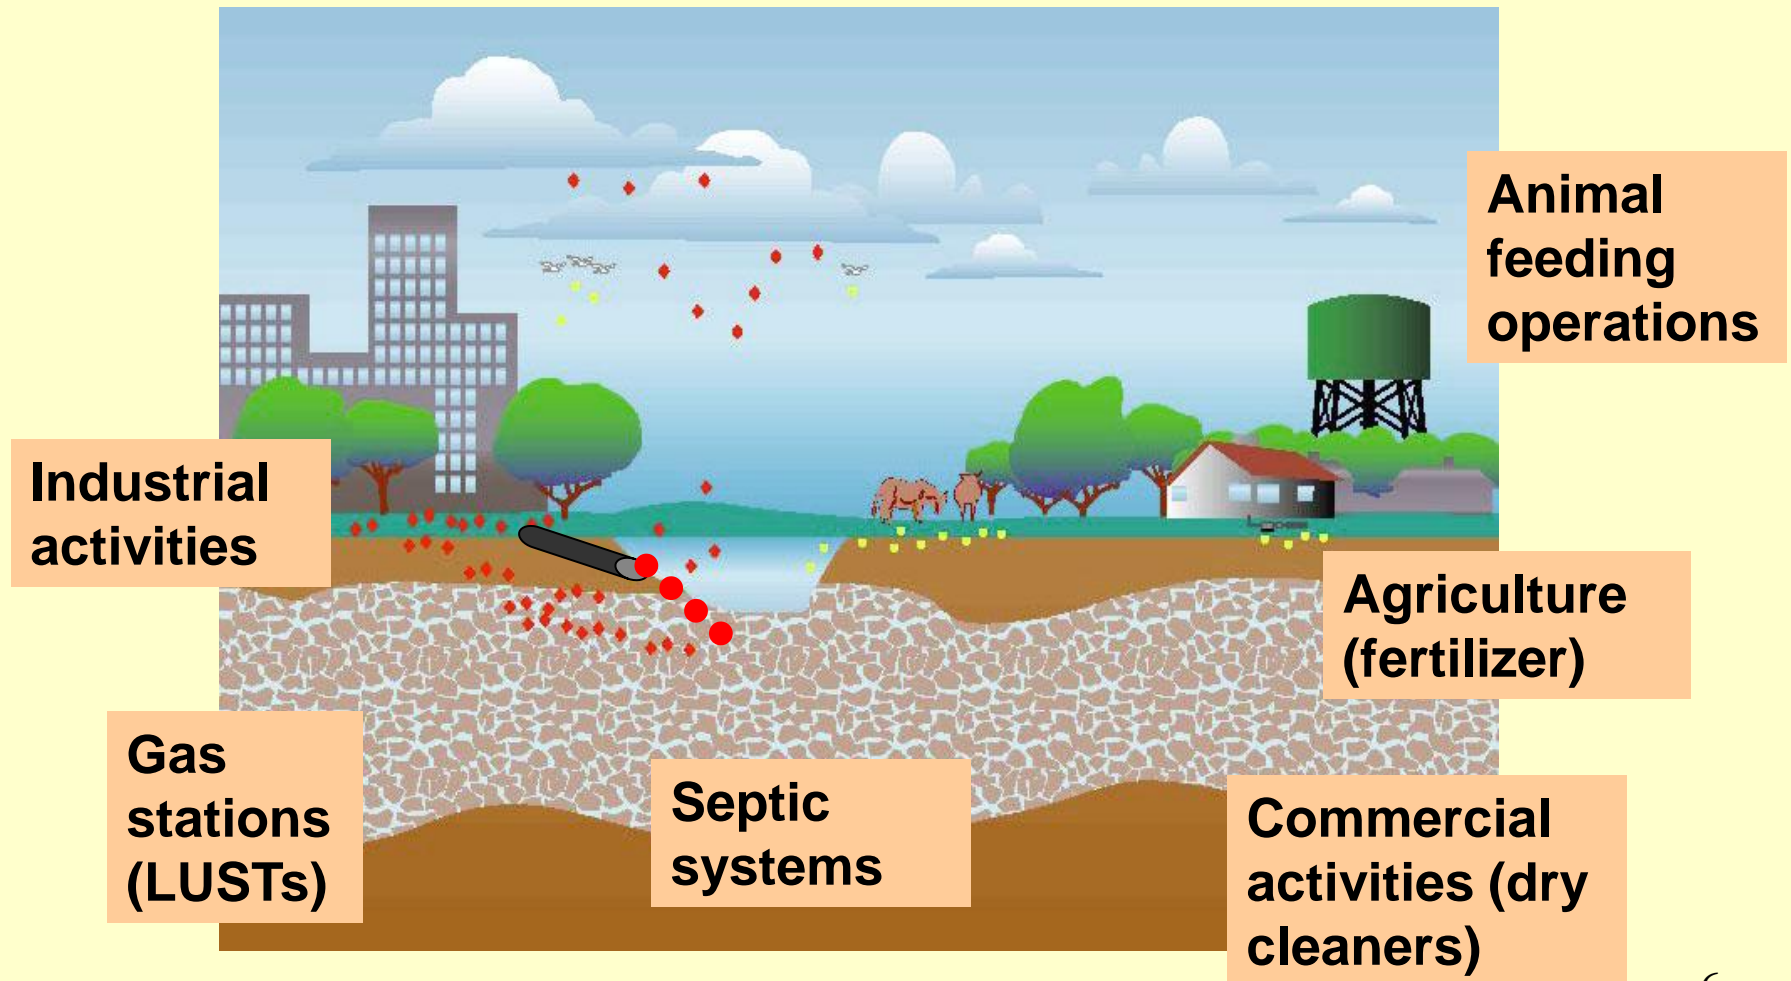 Animal
feeding
operations
Industrial
activities
Agriculture
(fertilizer)
Gas
stations
(LUSTs)
Septic
systems
Commercial
activities (dry
cleaners)